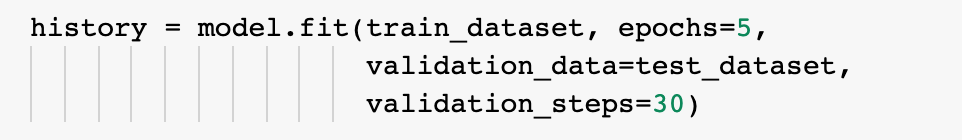 history = model.fit(train_dataset, epochs=5,
                    validation_data=test_dataset,
                    validation_steps=30)